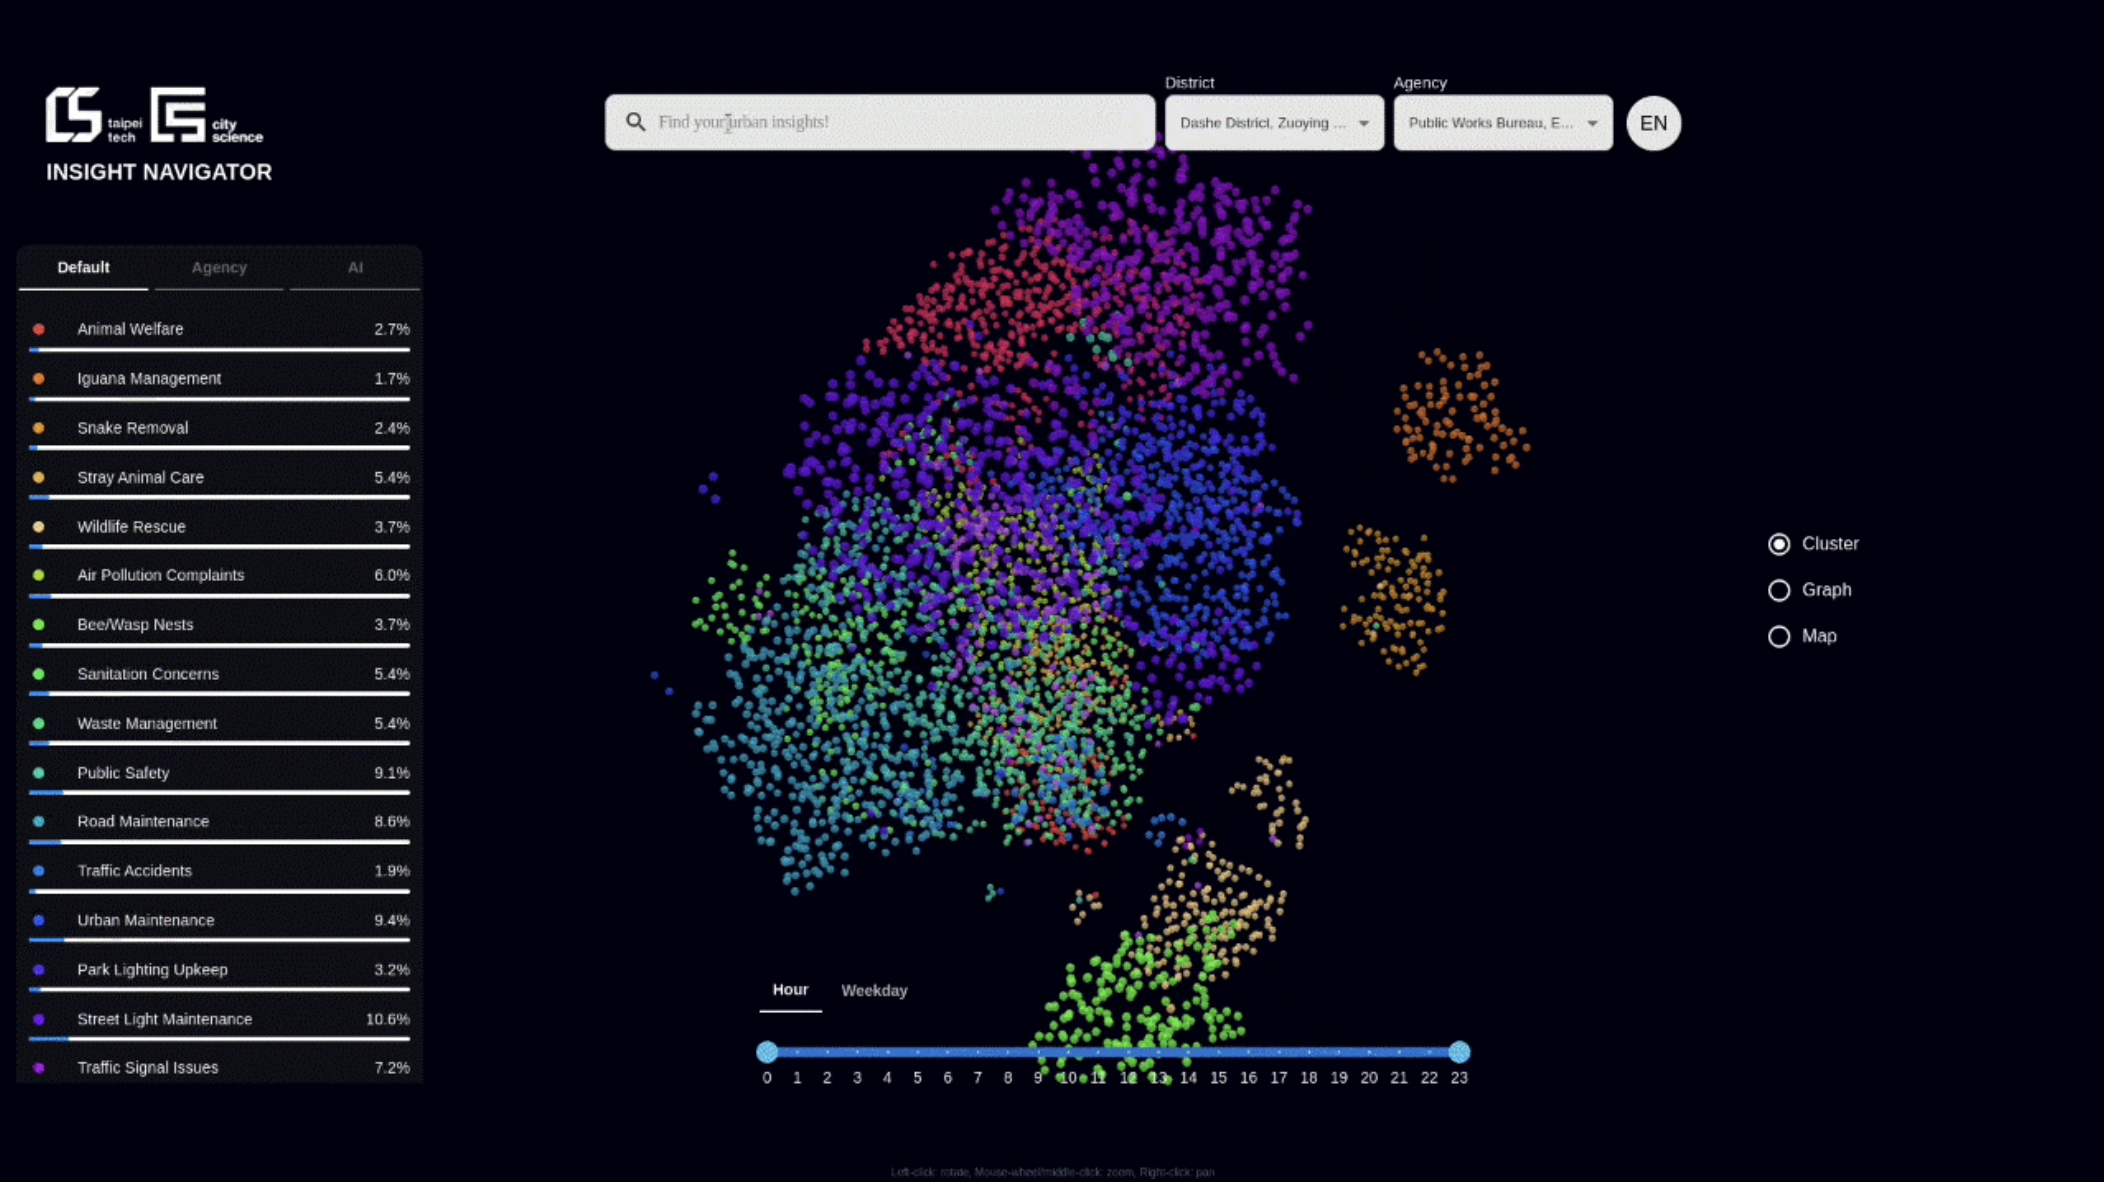 taipei tech city science
INSIGHT NAVIGATOR
District
Agency
Find your urban insights!
Dashe District, Zuoying ...
Public Works Bureau, E...
EN
Default
Agency
AI
Animal Welfare 2.7%
Iguana Management 1.7%
Snake Removal 2.4%
Stray Animal Care 5.4%
Wildlife Rescue 3.7%
Air Pollution Complaints 6.0%
Bee/Wasp Nests 3.7%
Sanitation Concerns 5.4%
Waste Management 5.4%
Public Safety 9.1%
Road Maintenance 8.6%
Traffic Accidents 1.9%
Urban Maintenance 9.4%
Park Lighting Upkeep 3.2%
Street Light Maintenance 10.6%
Traffic Signal Issues 7.2%
Cluster
Graph
Map
Hour
Weekday
0 1 2 3 4 5 6 7 8 9 10 11 12 13 14 15 16 17 18 19 20 21 22 23
Left-click: rotate, Mouse-wheel/middle-click: zoom, Right-click: pan